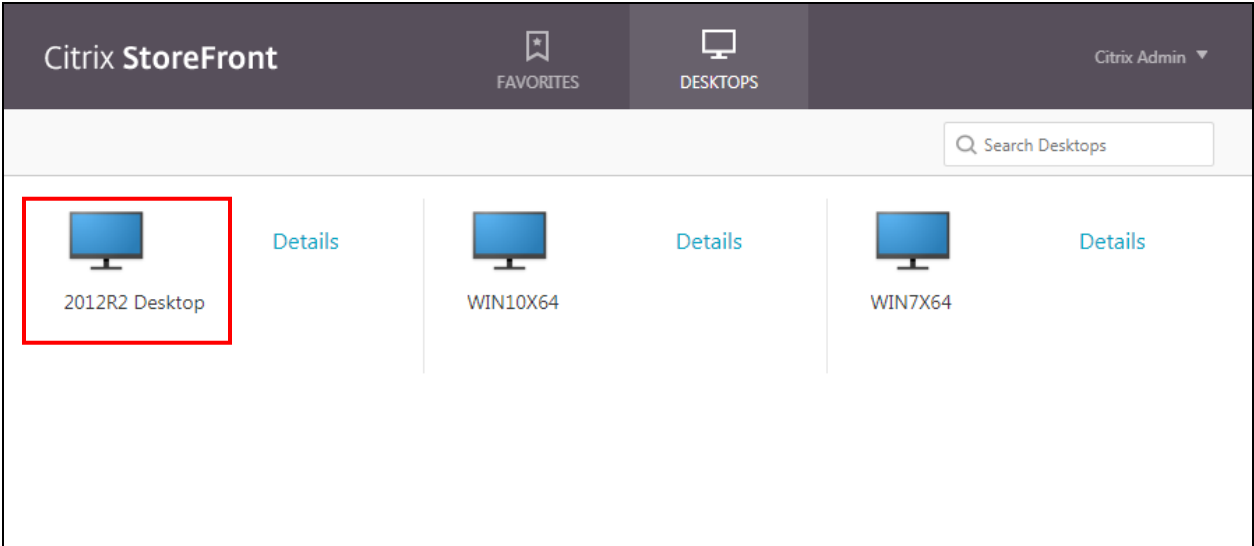 Citrix StoreFront
FAVORITES
DESKTOPS
Citrix Admin
Search Desktops
2012R2 Desktop
Details
WIN10X64
Details
WIN7X64
Details